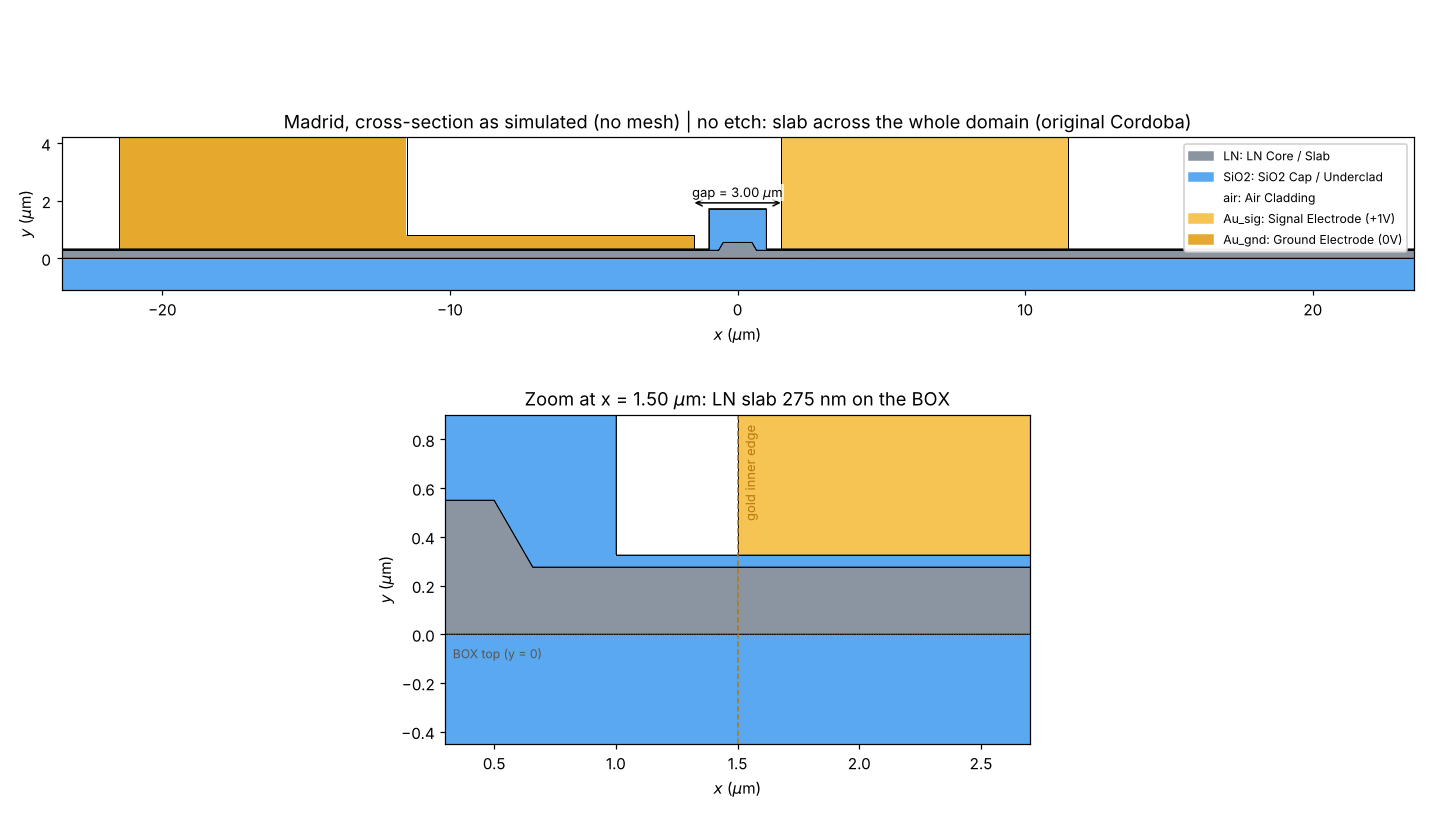 Madrid, cross-section as simulated (no mesh) | no etch: slab across the whole domain (original Cordoba)
4
2
0
y (μm)
gap = 3.00 μm
LN: LN Core / Slab
SiO2: SiO2 Cap / Underclad
air: Air Cladding
Au_sig: Signal Electrode (+1V)
Au_gnd: Ground Electrode (0V)
−20
−10
0
10
20
x (μm)
Zoom at x = 1.50 μm: LN slab 275 nm on the BOX
0.8
0.6
0.4
0.2
0.0
−0.2
−0.4
y (μm)
gold inner edge
BOX top (y = 0)
0.5
1.0
1.5
2.0
2.5
x (μm)